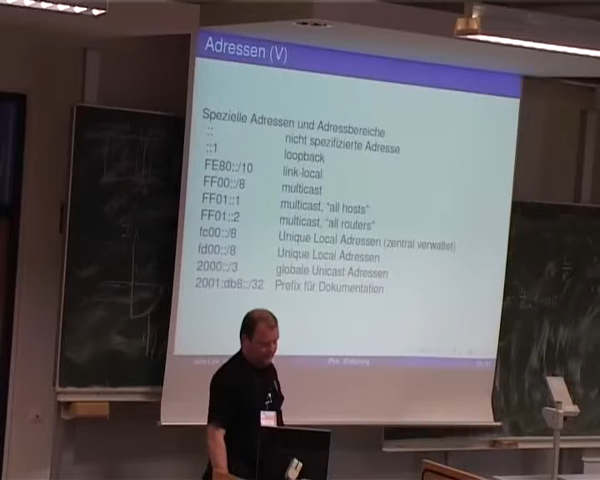 Adressen (V)
Spezielle Adressen und Adressbereiche
:: nicht spezifizierte Adresse
::1 loopback
FE80::/10 link-local
FF00::/8 multicast
FF01::1 multicast, "all hosts"
FF01::2 multicast, "all routers"
fc00::/8 Unique Local Adressen (zentral verwaltet)
fd00::/8 Unique Local Adressen
2000::/3 globale Unicast Adressen
2001:db8::/32 Prefix für Dokumentation